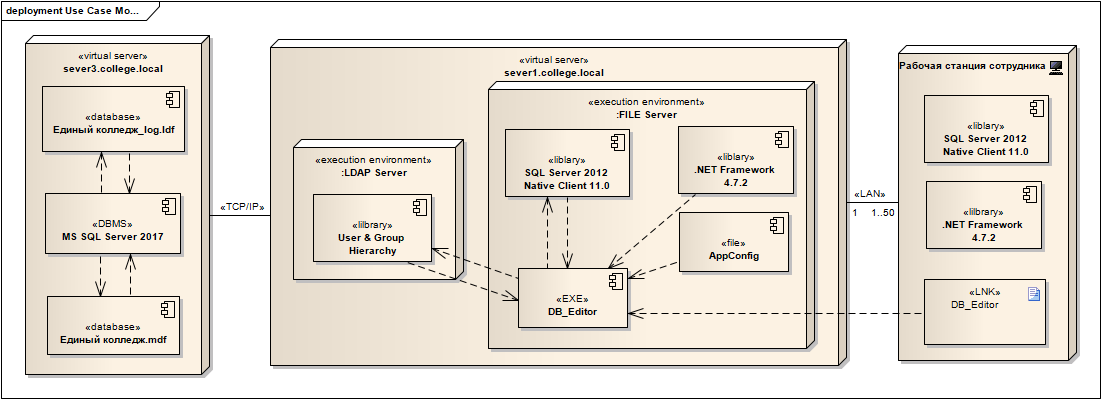 deployment Use Case Mo...
«virtual server»
sever3.college.local
«database»
Единый колледж_log.ldf
«DBMS»
MS SQL Server 2017
«database»
Единый колледж.mdf
«TCP/IP»
«virtual server»
sever1.college.local
«execution environment»
:LDAP Server
«lilbrary»
User & Group
Hierarchy
«execution environment»
:FILE Server
«liblary»
SQL Server 2012
Native Client 11.0
«liblary»
.NET Framework
4.7.2
«file»
AppConfig
«EXE»
DB_Editor
«LAN»
1 1..50
Рабочая станция сотрудника
«liblary»
SQL Server 2012
Native Client 11.0
«lilbrary»
.NET Framework
4.7.2
«LNK»
DB_Editor